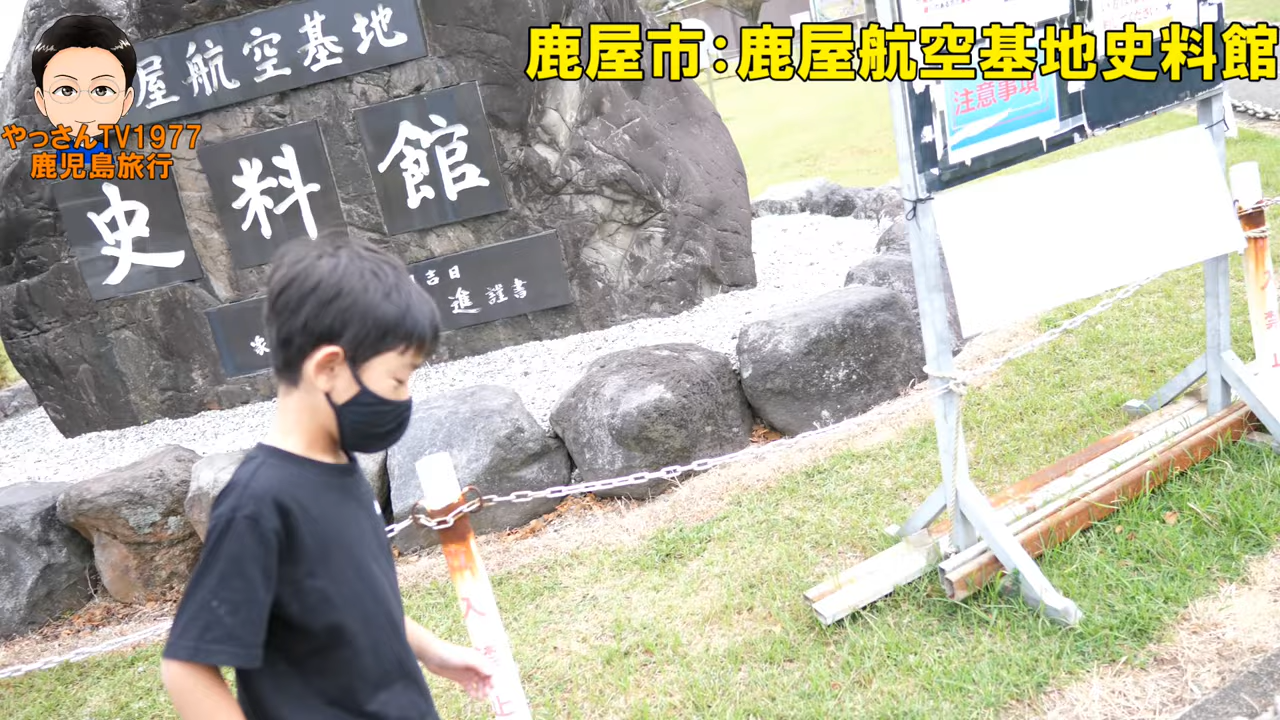 鹿屋市:鹿屋航空基地史料館
やっさんTV1977
鹿児島旅行
屋航空基地
史料館
吉日
進謹書
注意事項
入
止